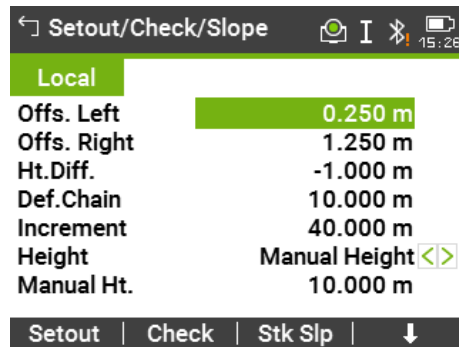 Setout/Check/Slope
15:26
Local
Offs. Left 0.250 m
Offs. Right 1.250 m
Ht.Diff. -1.000 m
Def.Chain 10.000 m
Increment 40.000 m
Height Manual Height
Manual Ht. 10.000 m
Setout | Check | Stk Slp |